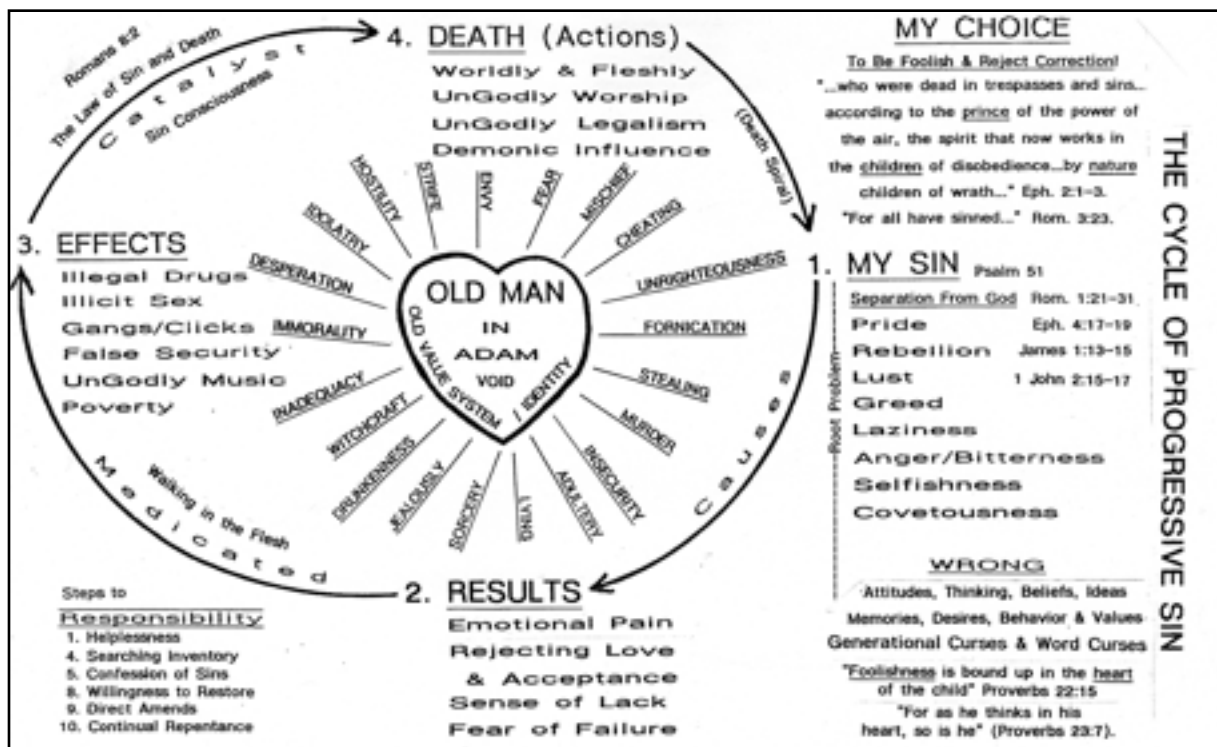 THE CYCLE OF PROGRESSIVE SIN
MY CHOICE
To Be Foolish & Reject Correction!
"...who were dead in trespasses and sins...
according to the prince of the power of
the air, the spirit that now works in
the children of disobedience...by nature
children of wrath..." Eph. 2:1-3.
"For all have sinned..." Rom. 3:23.
1. MY SIN Psalm 51
Separation From God Rom. 1:21-31
Pride Eph. 4:17-19
Rebellion James 1:13-15
Lust 1 John 2:15-17
Greed
Laziness
Anger/Bitterness
Selfishness
Covetousness
Root Problem
WRONG
Attitudes, Thinking, Beliefs, Ideas
Memories, Desires, Behavior & Values
Generational Curses & Word Curses
"Foolishness is bound up in the heart
of the child" Proverbs 22:15
"For as he thinks in his
heart, so is he" (Proverbs 23:7).
Causes
2. RESULTS
Emotional Pain
Rejecting Love
& Acceptance
Sense of Lack
Fear of Failure
Walking in the Flesh
Medicated
3. EFFECTS
Illegal Drugs
Illicit Sex
Gangs/Clicks
False Security
UnGodly Music
Poverty
Romans 8:2
The Law of Sin and Death
Catalyst
Sin Consciousness
4. DEATH (Actions)
Worldly & Fleshly
UnGodly Worship
UnGodly Legalism
Demonic Influence
(Death Spiral)
OLD MAN
IN
ADAM
VOID
OLD VALUE SYSTEM / IDENTITY
ENVY
FEAR
MISCHIEF
CHEATING
UNRIGHTEOUSNESS
FORNICATION
STEALING
MURDER
INSECURITY
ADULTERY
LYING
SORCERY
JEALOUSLY
DRUNKENNESS
WITCHCRAFT
INADEQUACY
IMMORALITY
DESPERATION
IDOLATRY
HOSTILITY
STRIFE
Steps to
Responsibility
1. Helplessness
4. Searching Inventory
5. Confession of Sins
8. Willingness to Restore
9. Direct Amends
10. Continual Repentance